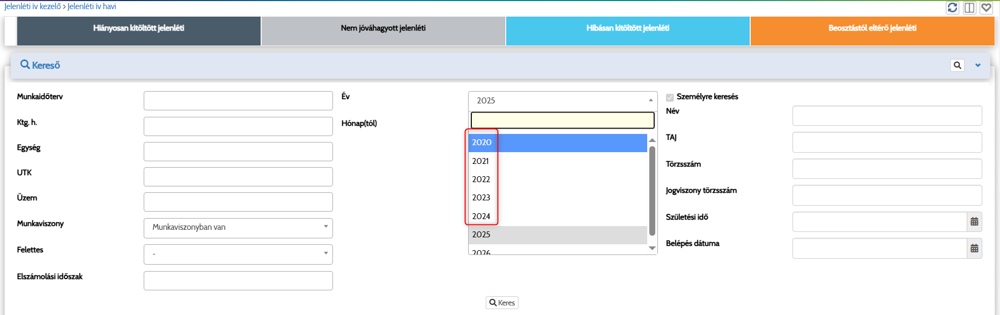 Jelenléti ív kezelő > Jelenléti ív havi
Hiányosan kitöltött jelenléti
Nem jóváhagyott jelenléti
Hibásan kitöltött jelenléti
Beosztástól eltérő jelenléti
Kereső
Munkaidőterv
Ktg. h.
Egység
UTK
Üzem
Munkaviszony
Munkaviszonyban van
Felettes
-
Elszámolási időszak
Év
2025
Hónap(tól)
2020
2021
2022
2023
2024
2025
2026
Személyre keresés
Név
TAJ
Törzsszám
Jogviszony törzsszám
Születési idő
Belépés dátuma
Keres